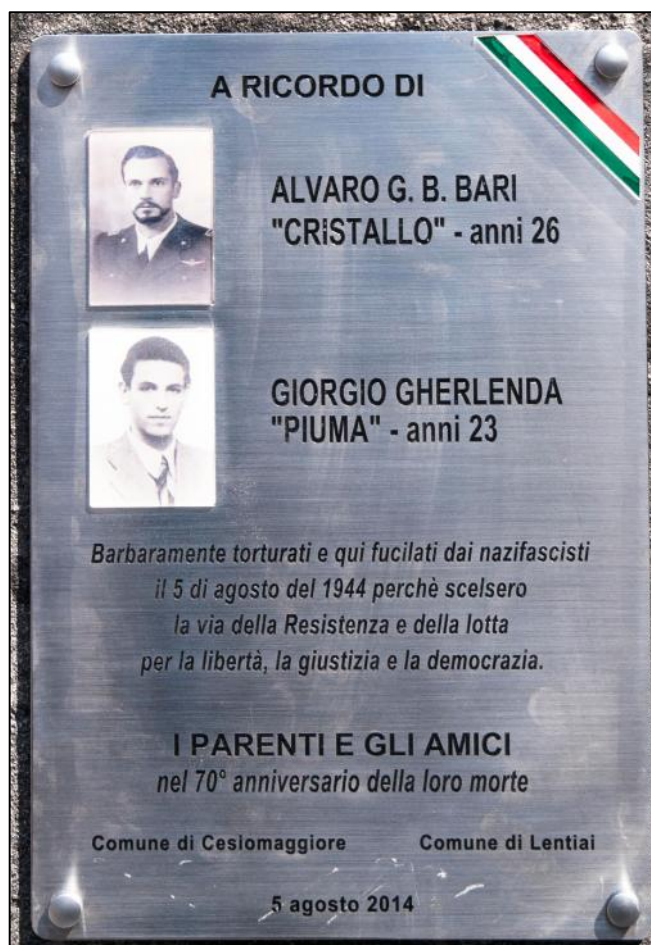 A RICORDO DI
ALVARO G. B. BARI
"CRISTALLO" - anni 26
GIORGIO GHERLENDA
"PIUMA" - anni 23
Barbaramente torturati e qui fucilati dai nazifascisti
il 5 di agosto del 1944 perchè scelsero
la via della Resistenza e della lotta
per la libertà, la giustizia e la democrazia.
I PARENTI E GLI AMICI
nel 70° anniversario della loro morte
Comune di Cesiomaggiore Comune di Lentiai
5 agosto 2014